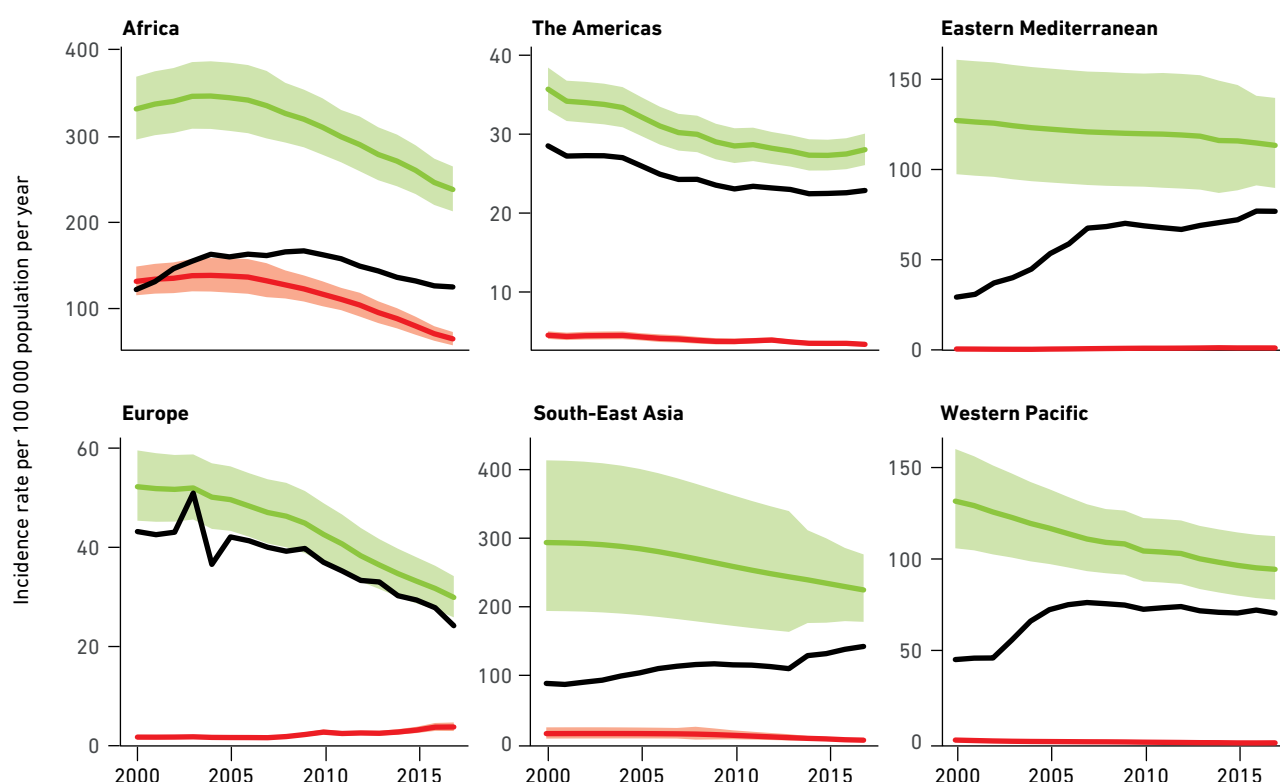 Incidence rate per 100 000 population per year
Africa
400
300
200
100
The Americas
40
30
20
10
Eastern Mediterranean
150
100
50
0
Europe
60
40
20
0
2000 2005 2010 2015
South-East Asia
400
300
200
100
0
2000 2005 2010 2015
Western Pacific
150
100
50
0
2000 2005 2010 2015